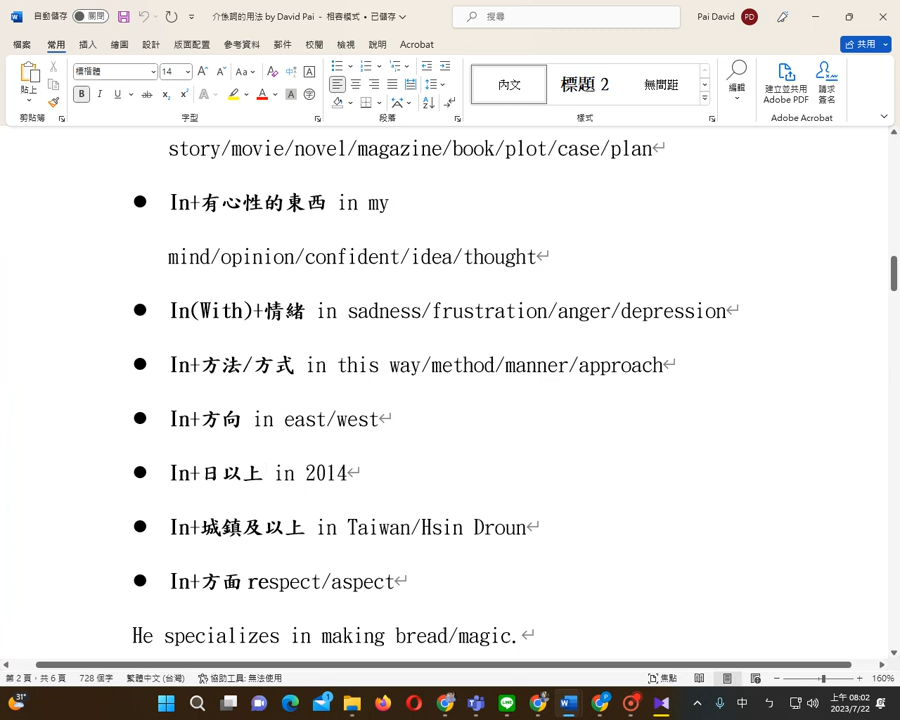 自動儲存 關閉 介係詞的用法 by David Pai - 相容模式 • 已儲存 搜尋 Pai David PD
檔案 常用 插入 繪圖 設計 版面配置 參考資料 郵件 校閱 檢視 說明 Acrobat 共用
標楷體 14 A A Aa A
貼上 B I U ab x₂ x² A A A 字
內文 標題 2 無間距 編輯 建立並共用 Adobe PDF 請求簽名
剪貼簿 字型 段落 樣式 Adobe Acrobat
story/movie/novel/magazine/book/plot/case/plan
● In+有心性的東西 in my
mind/opinion/confident/idea/thought
● In(With)+情緒 in sadness/frustration/anger/depression
● In+方法/方式 in this way/method/manner/approach
● In+方向 in east/west
● In+日以上 in 2014
● In+城鎮及以上 in Taiwan/Hsin Droun
● In+方面 respect/aspect
He specializes in making bread/magic.
第 2 頁，共 6 頁 728 個字 繁體中文 (台灣) 協助工具: 無法使用 焦點 160%
31° 1 中 上午 08:02
2023/7/22